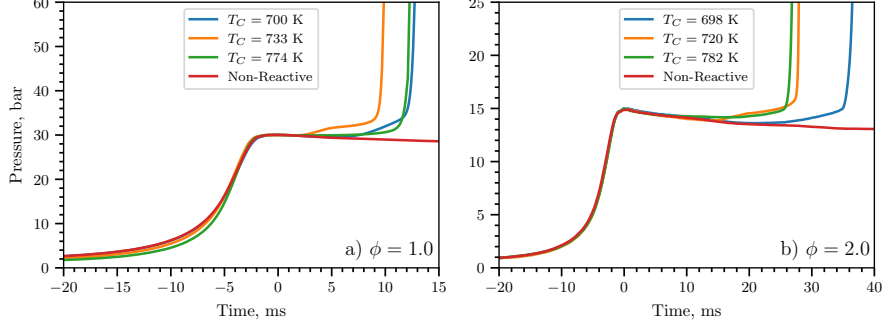 60
50
40
30
20
10
0
Pressure, bar
T_C = 700 K
T_C = 733 K
T_C = 774 K
Non-Reactive
a) ϕ = 1.0
−20 −15 −10 −5 0 5 10 15
Time, ms
25
20
15
10
5
0
T_C = 698 K
T_C = 720 K
T_C = 782 K
Non-Reactive
b) ϕ = 2.0
−20 −10 0 10 20 30 40
Time, ms